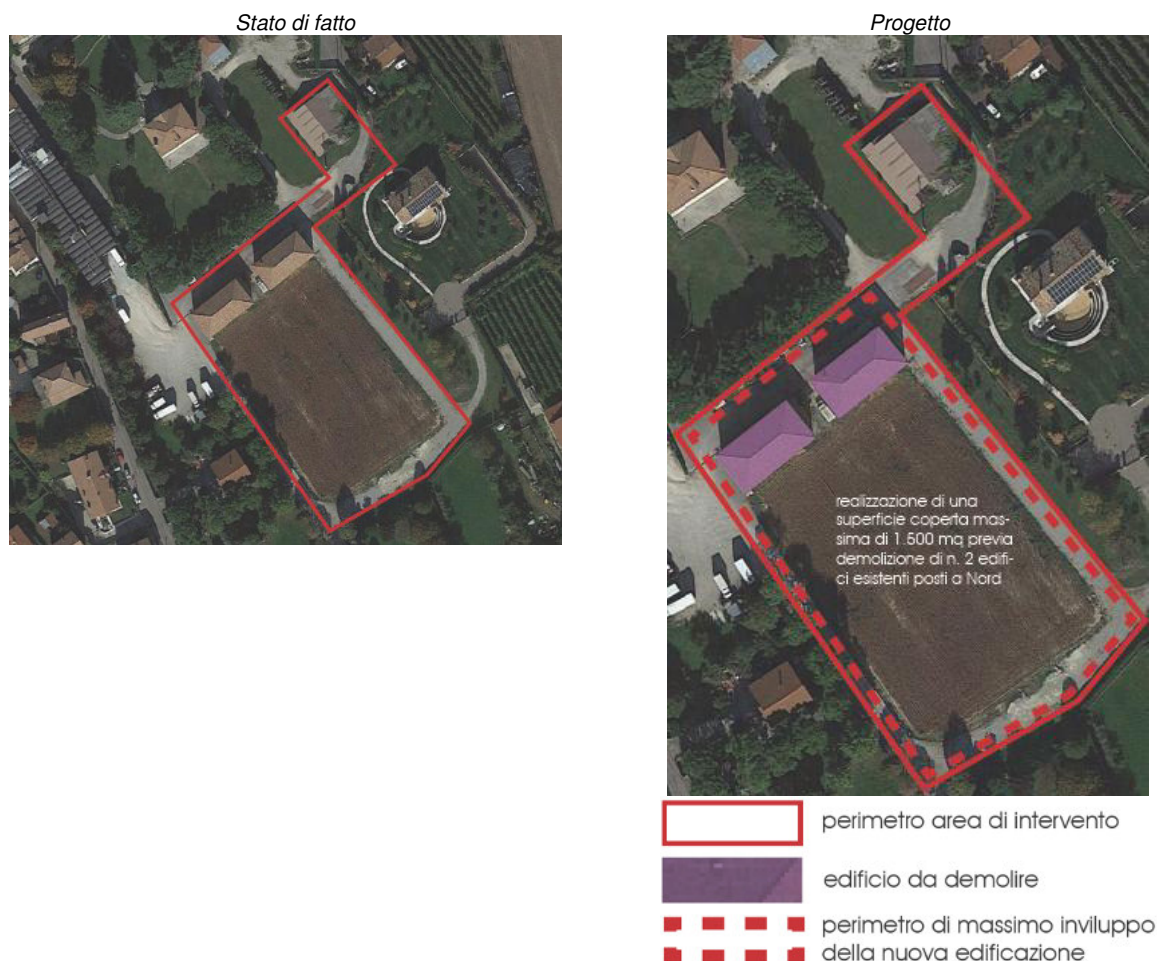 Stato di fatto
Progetto
realizzazione di una
superficie coperta mas-
sima di 1.500 mq previa
demolizione di n. 2 edifi-
ci esistenti posti a Nord
perimetro area di intervento
edificio da demolire
perimetro di massimo inviluppo
della nuova edificazione